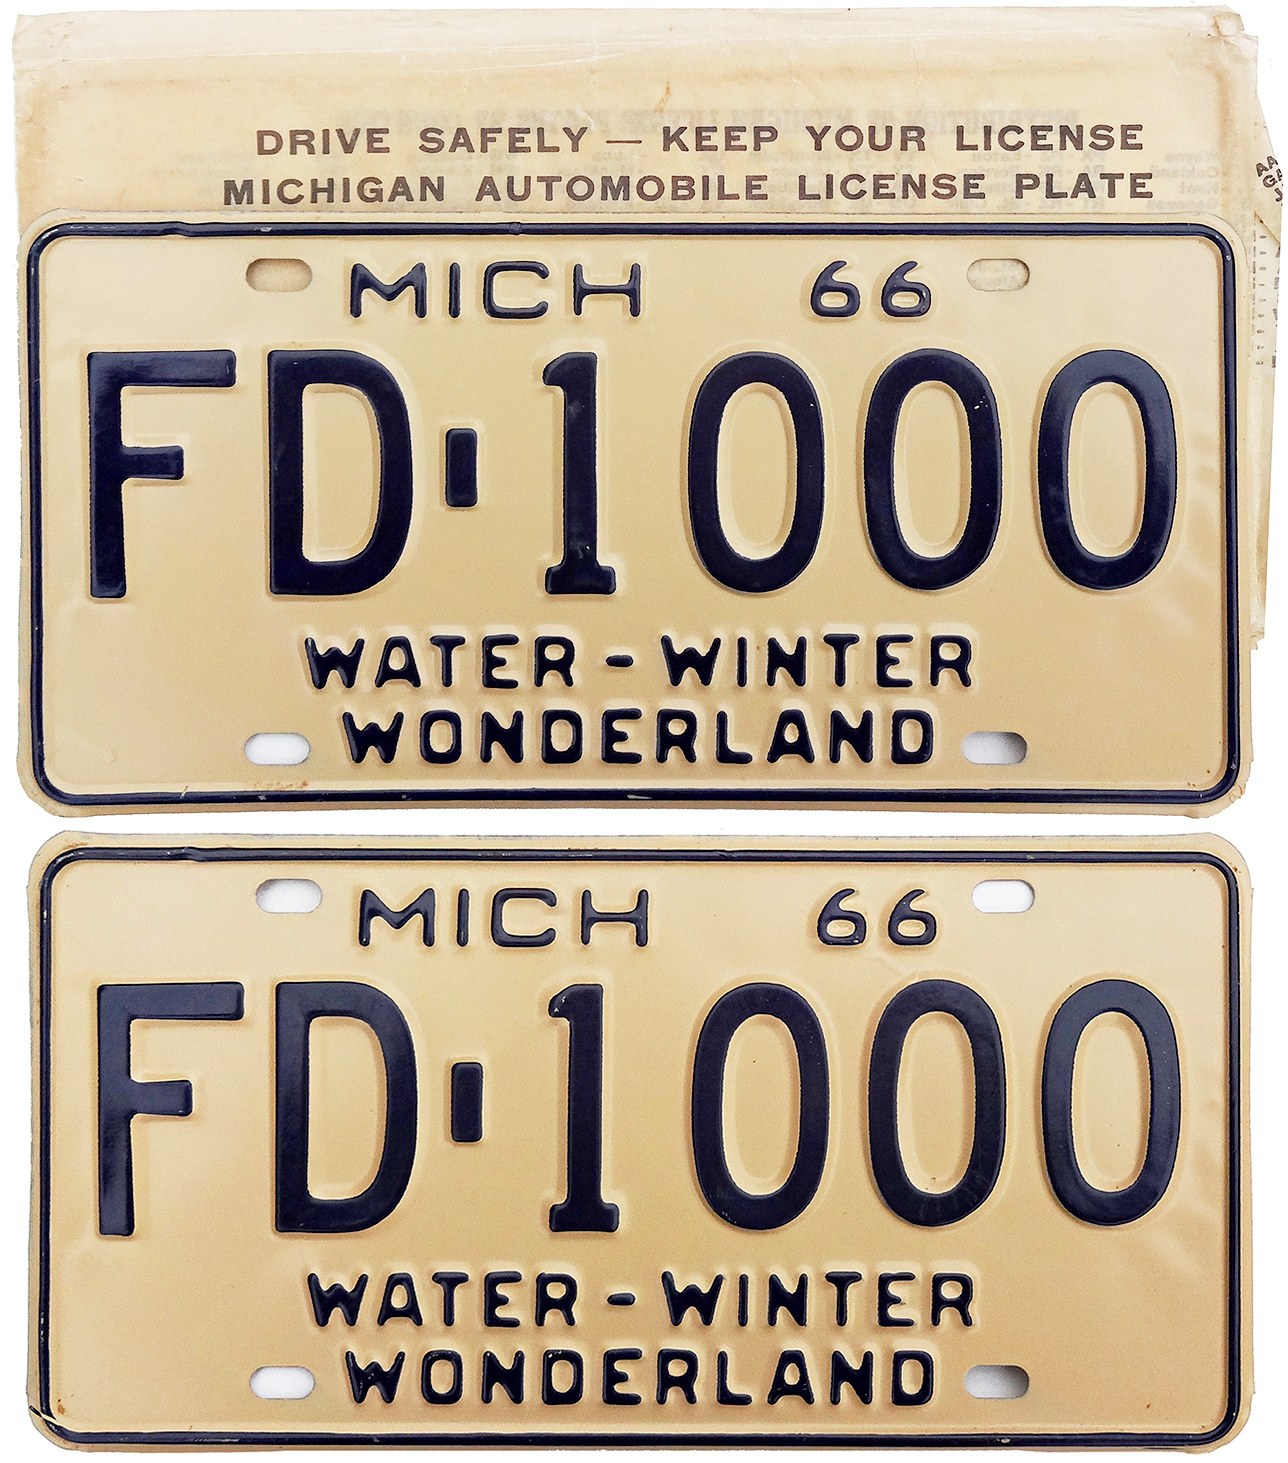 DRIVE SAFELY — KEEP YOUR LICENSE
MICHIGAN AUTOMOBILE LICENSE PLATE
MICH 66
FD-1000
WATER-WINTER
WONDERLAND
MICH 66
FD-1000
WATER-WINTER
WONDERLAND